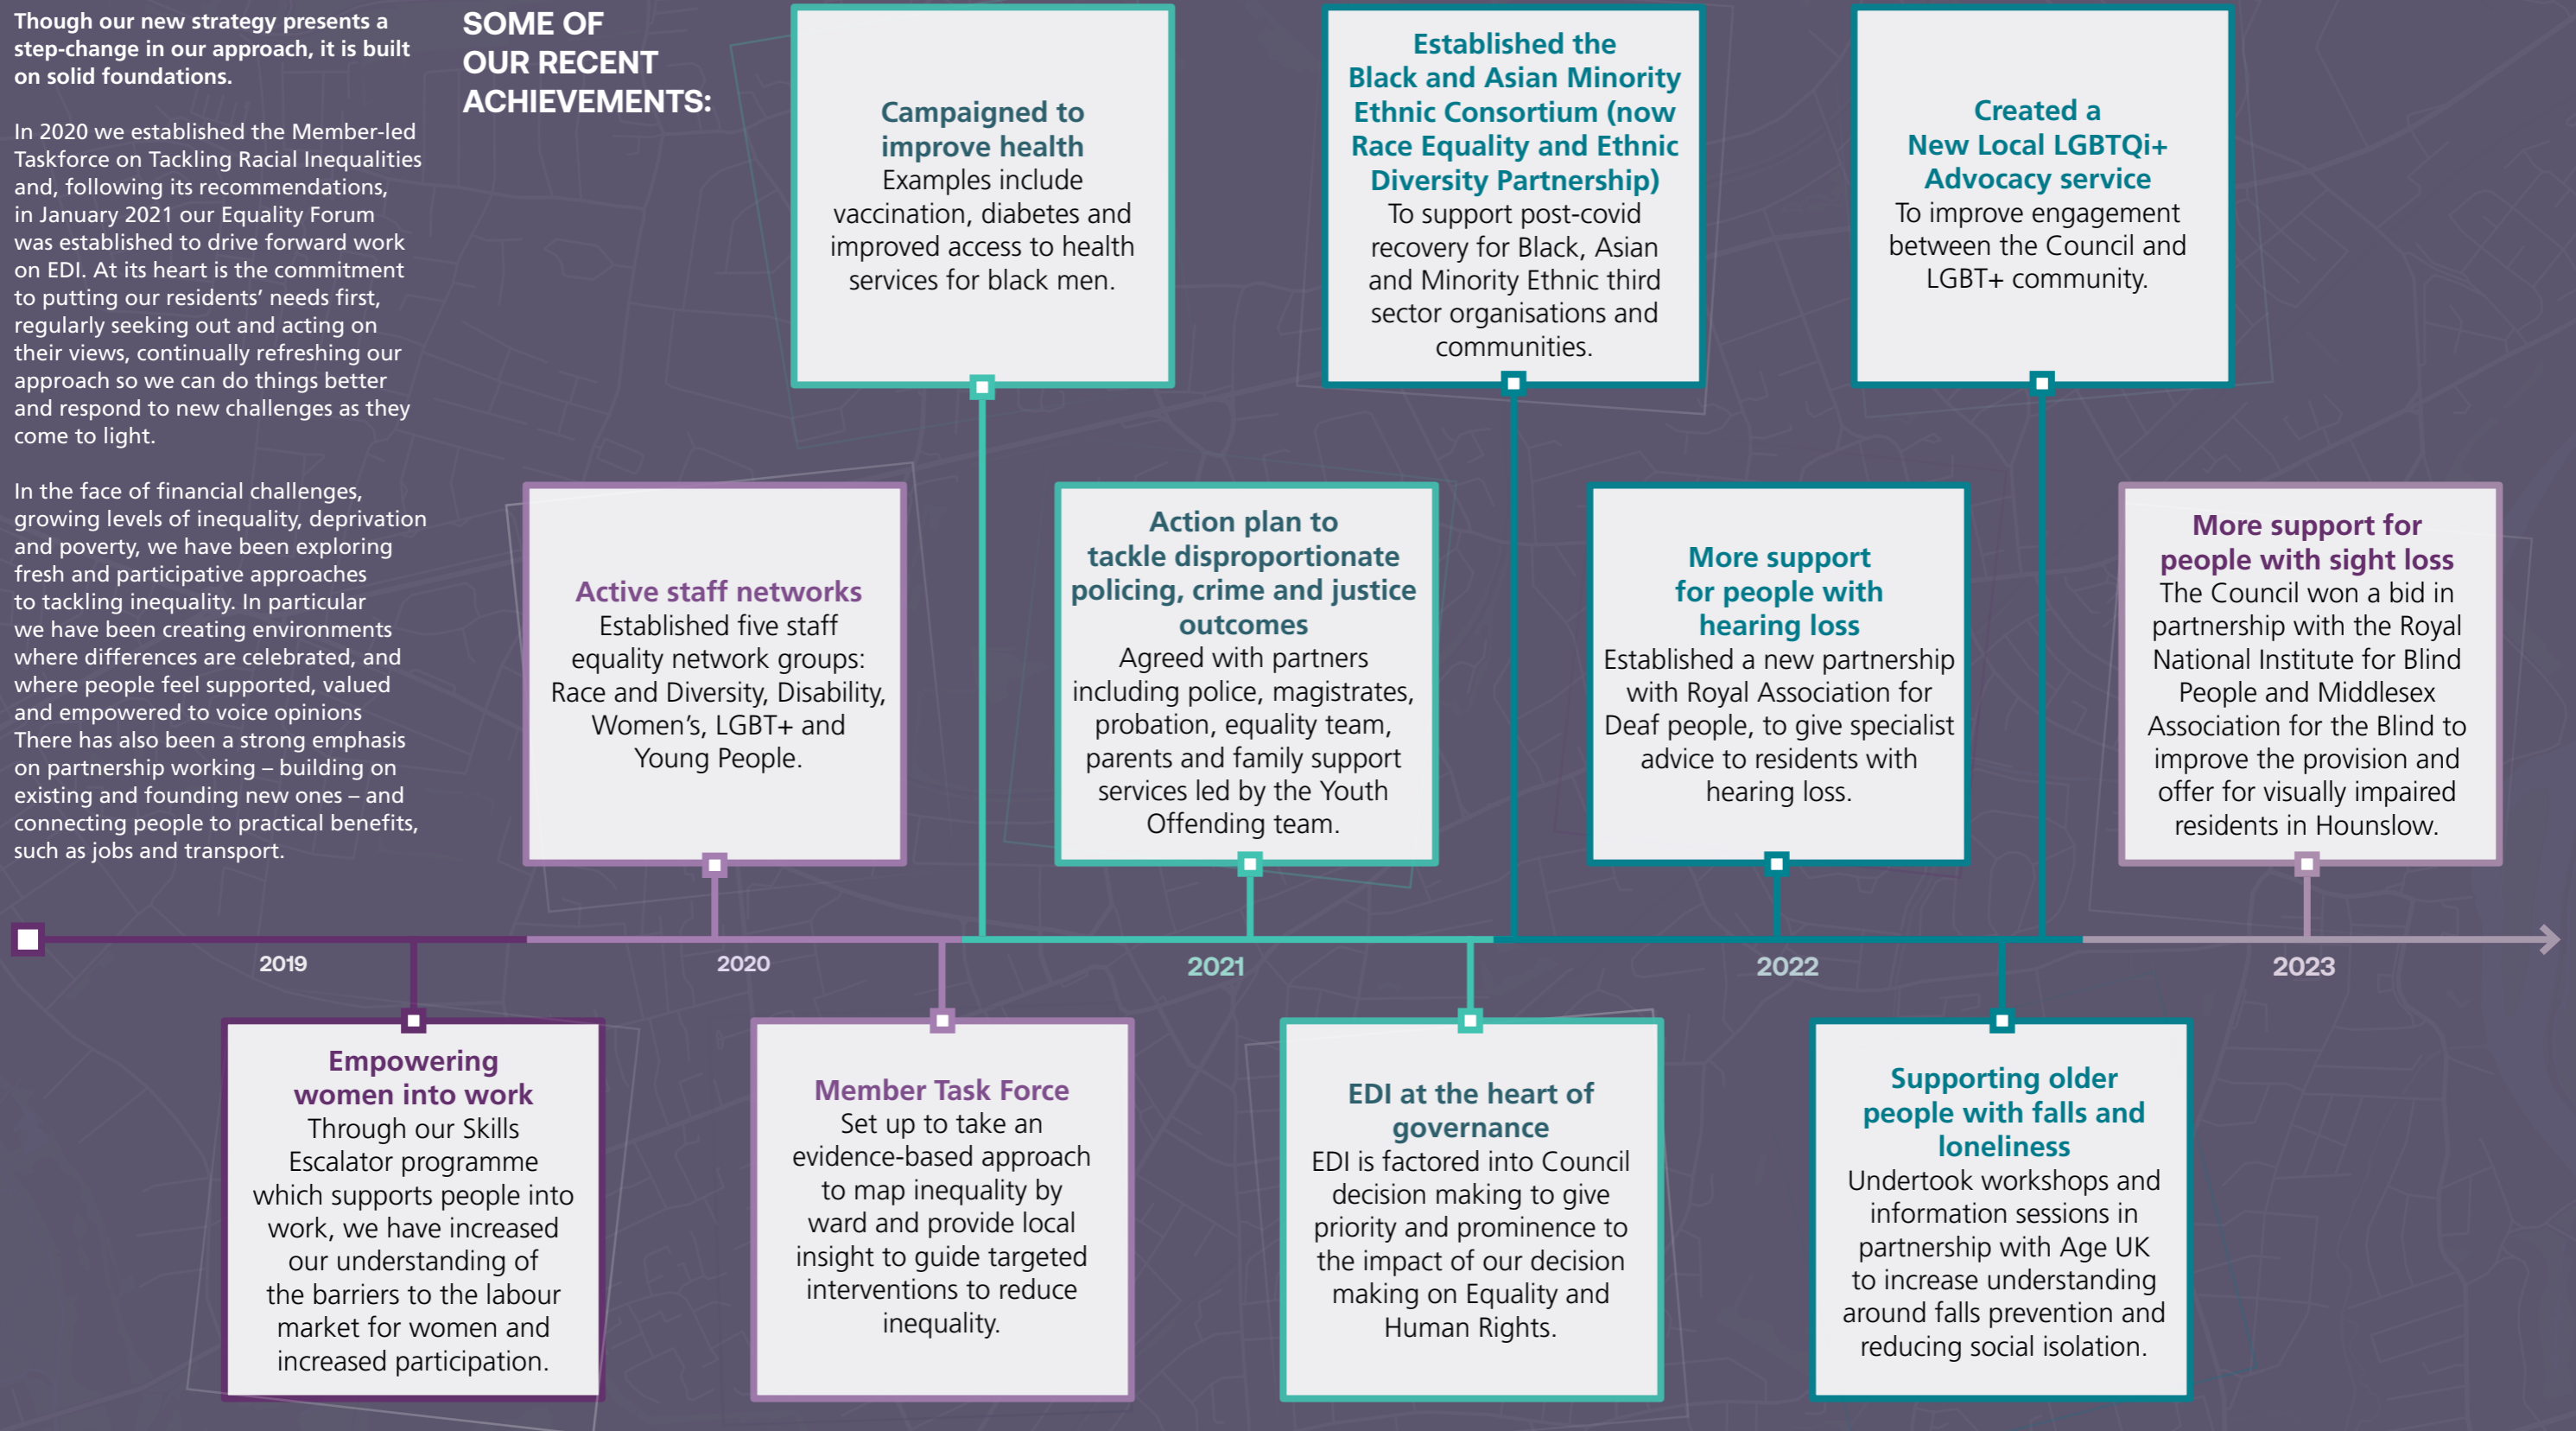 Though our new strategy presents a
step-change in our approach, it is built
on solid foundations.
In 2020 we established the Member-led
Taskforce on Tackling Racial Inequalities
and, following its recommendations,
in January 2021 our Equality Forum
was established to drive forward work
on EDI. At its heart is the commitment
to putting our residents’ needs first,
regularly seeking out and acting on
their views, continually refreshing our
approach so we can do things better
and respond to new challenges as they
come to light.
In the face of financial challenges,
growing levels of inequality, deprivation
and poverty, we have been exploring
fresh and participative approaches
to tackling inequality. In particular
we have been creating environments
where differences are celebrated, and
where people feel supported, valued
and empowered to voice opinions
There has also been a strong emphasis
on partnership working – building on
existing and founding new ones – and
connecting people to practical benefits,
such as jobs and transport.
SOME OF
OUR RECENT
ACHIEVEMENTS:
Campaigned to
improve health
Examples include
vaccination, diabetes and
improved access to health
services for black men.
Established the
Black and Asian Minority
Ethnic Consortium (now
Race Equality and Ethnic
Diversity Partnership)
To support post-covid
recovery for Black, Asian
and Minority Ethnic third
sector organisations and
communities.
Created a
New Local LGBTQi+
Advocacy service
To improve engagement
between the Council and
LGBT+ community.
Active staff networks
Established five staff
equality network groups:
Race and Diversity, Disability,
Women’s, LGBT+ and
Young People.
Action plan to
tackle disproportionate
policing, crime and justice
outcomes
Agreed with partners
including police, magistrates,
probation, equality team,
parents and family support
services led by the Youth
Offending team.
More support
for people with
hearing loss
Established a new partnership
with Royal Association for
Deaf people, to give specialist
advice to residents with
hearing loss.
More support for
people with sight loss
The Council won a bid in
partnership with the Royal
National Institute for Blind
People and Middlesex
Association for the Blind to
improve the provision and
offer for visually impaired
residents in Hounslow.
2019
2020
2021
2022
2023
Empowering
women into work
Through our Skills
Escalator programme
which supports people into
work, we have increased
our understanding of
the barriers to the labour
market for women and
increased participation.
Member Task Force
Set up to take an
evidence-based approach
to map inequality by
ward and provide local
insight to guide targeted
interventions to reduce
inequality.
EDI at the heart of
governance
EDI is factored into Council
decision making to give
priority and prominence to
the impact of our decision
making on Equality and
Human Rights.
Supporting older
people with falls and
loneliness
Undertook workshops and
information sessions in
partnership with Age UK
to increase understanding
around falls prevention and
reducing social isolation.